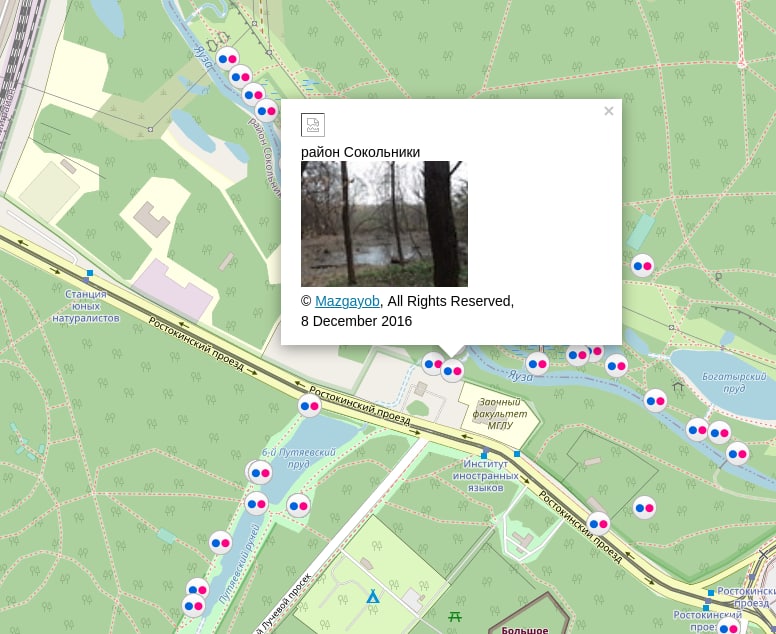 Яуза
район Сокольники
район Сокольники
© Mazgayob, All Rights Reserved,
8 December 2016
Станция
юных
натуралистов
Ростокинский проезд
Ростокинский проезд
Яуза
Богатырский
пруд
Заочный
факультет
МГЛУ
6-й Путяевский
пруд
Институт
иностранных
языков
Ростокинский проезд
Путяевский ручей
й Лучевой просек
Ростокинский
проезд
Ростокинский
проезд
Большое